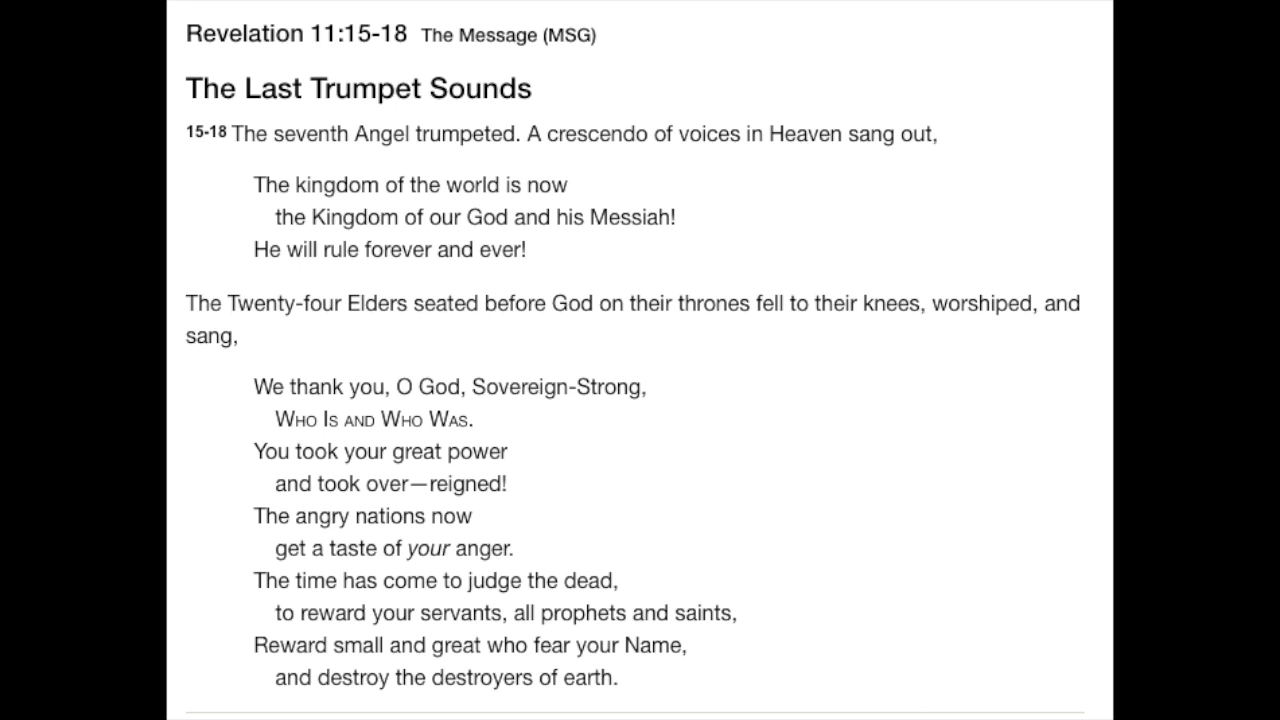 Revelation 11:15-18 The Message (MSG)
The Last Trumpet Sounds
15-18 The seventh Angel trumpeted. A crescendo of voices in Heaven sang out,
The kingdom of the world is now
the Kingdom of our God and his Messiah!
He will rule forever and ever!
The Twenty-four Elders seated before God on their thrones fell to their knees, worshiped, and
sang,
We thank you, O God, Sovereign-Strong,
Who Is and Who Was.
You took your great power
and took over—reigned!
The angry nations now
get a taste of your anger.
The time has come to judge the dead,
to reward your servants, all prophets and saints,
Reward small and great who fear your Name,
and destroy the destroyers of earth.